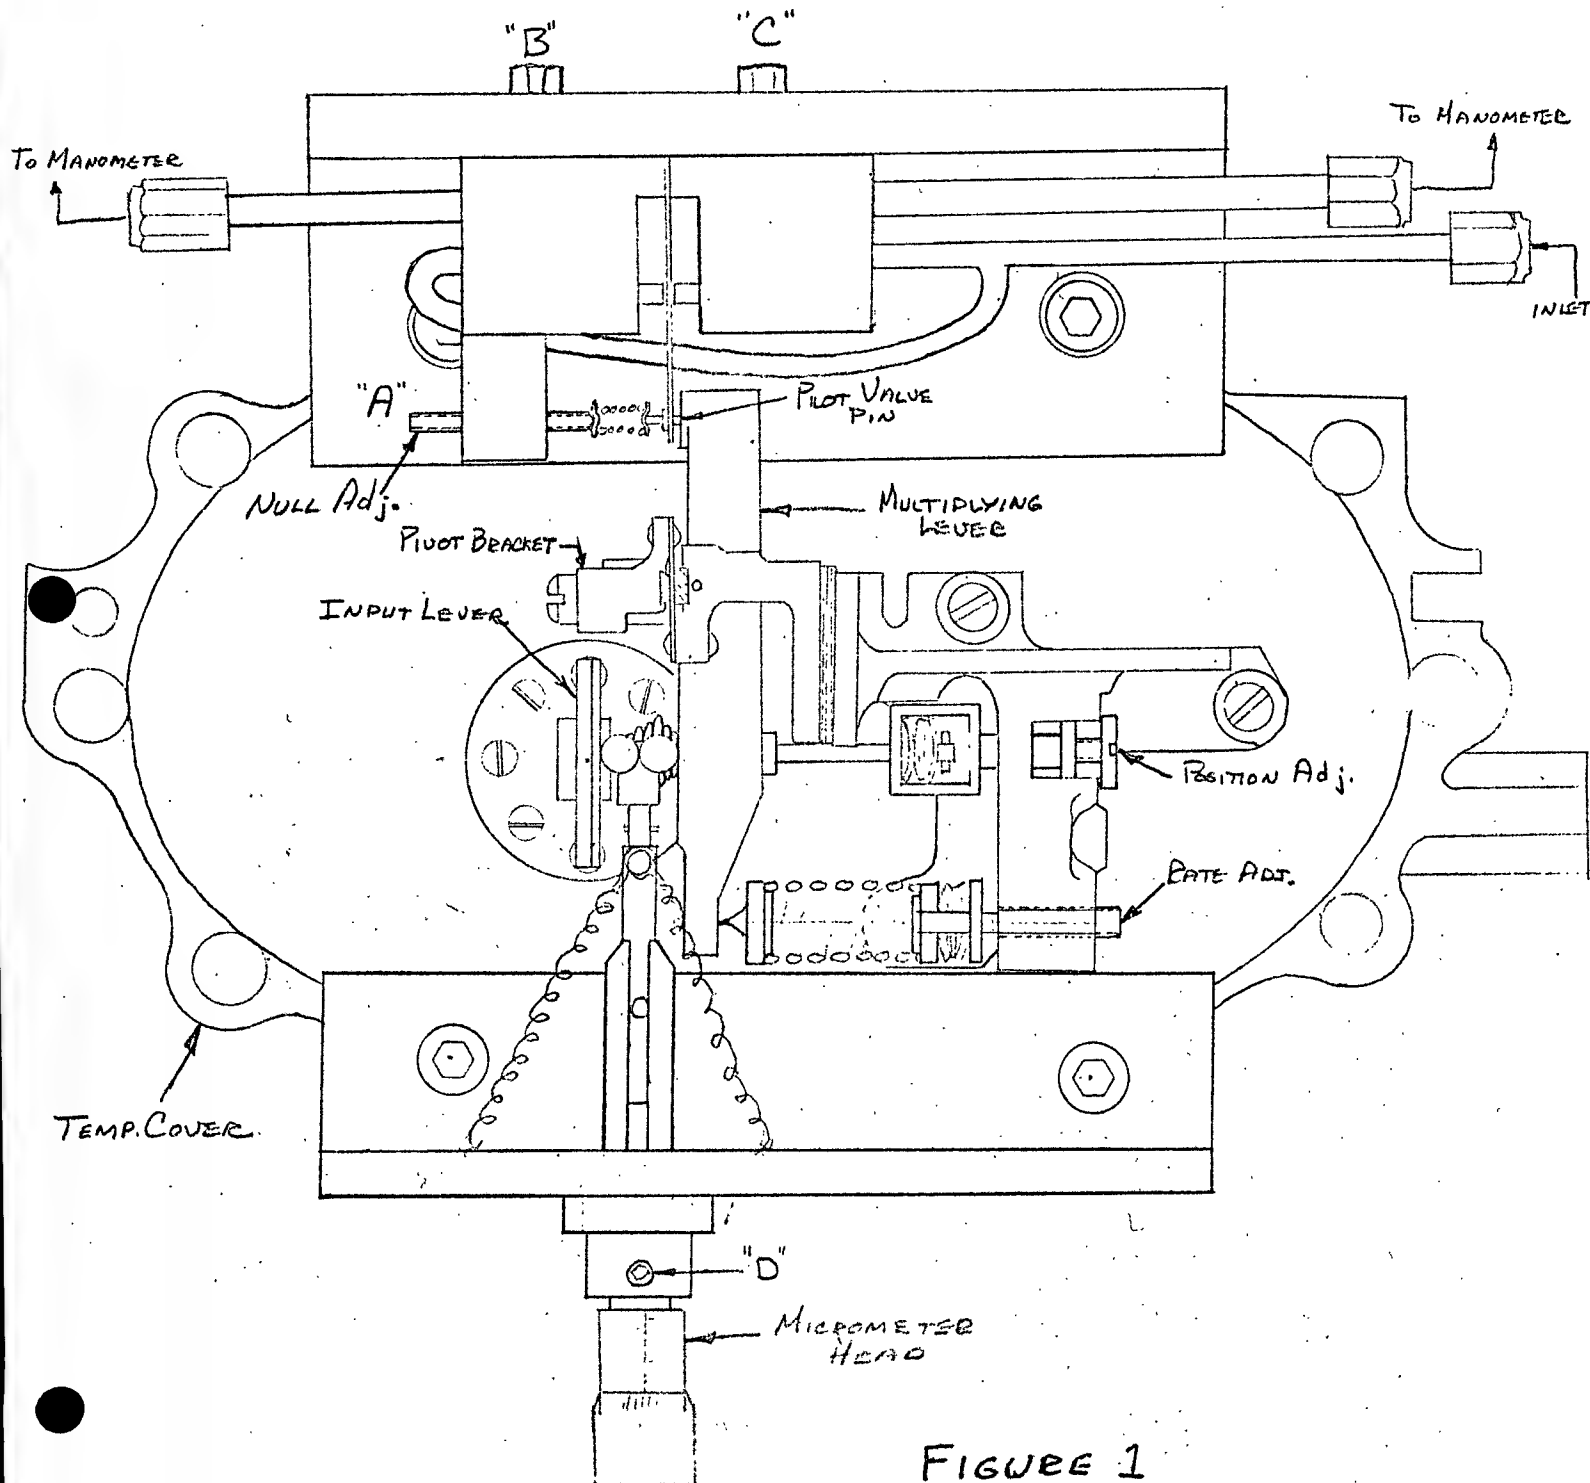 "B"
"C"
To MANOMETER
To MANOMETER
INLET
"A"
PILOT VALVE
PIN
NULL Adj.
MULTIPLYING
LEVER
PIVOT BRACKET
INPUT LEVER
POSITION Adj.
RATE ADJ.
TEMP. COVER
"D"
MICROMETER
HEAD
FIGURE 1